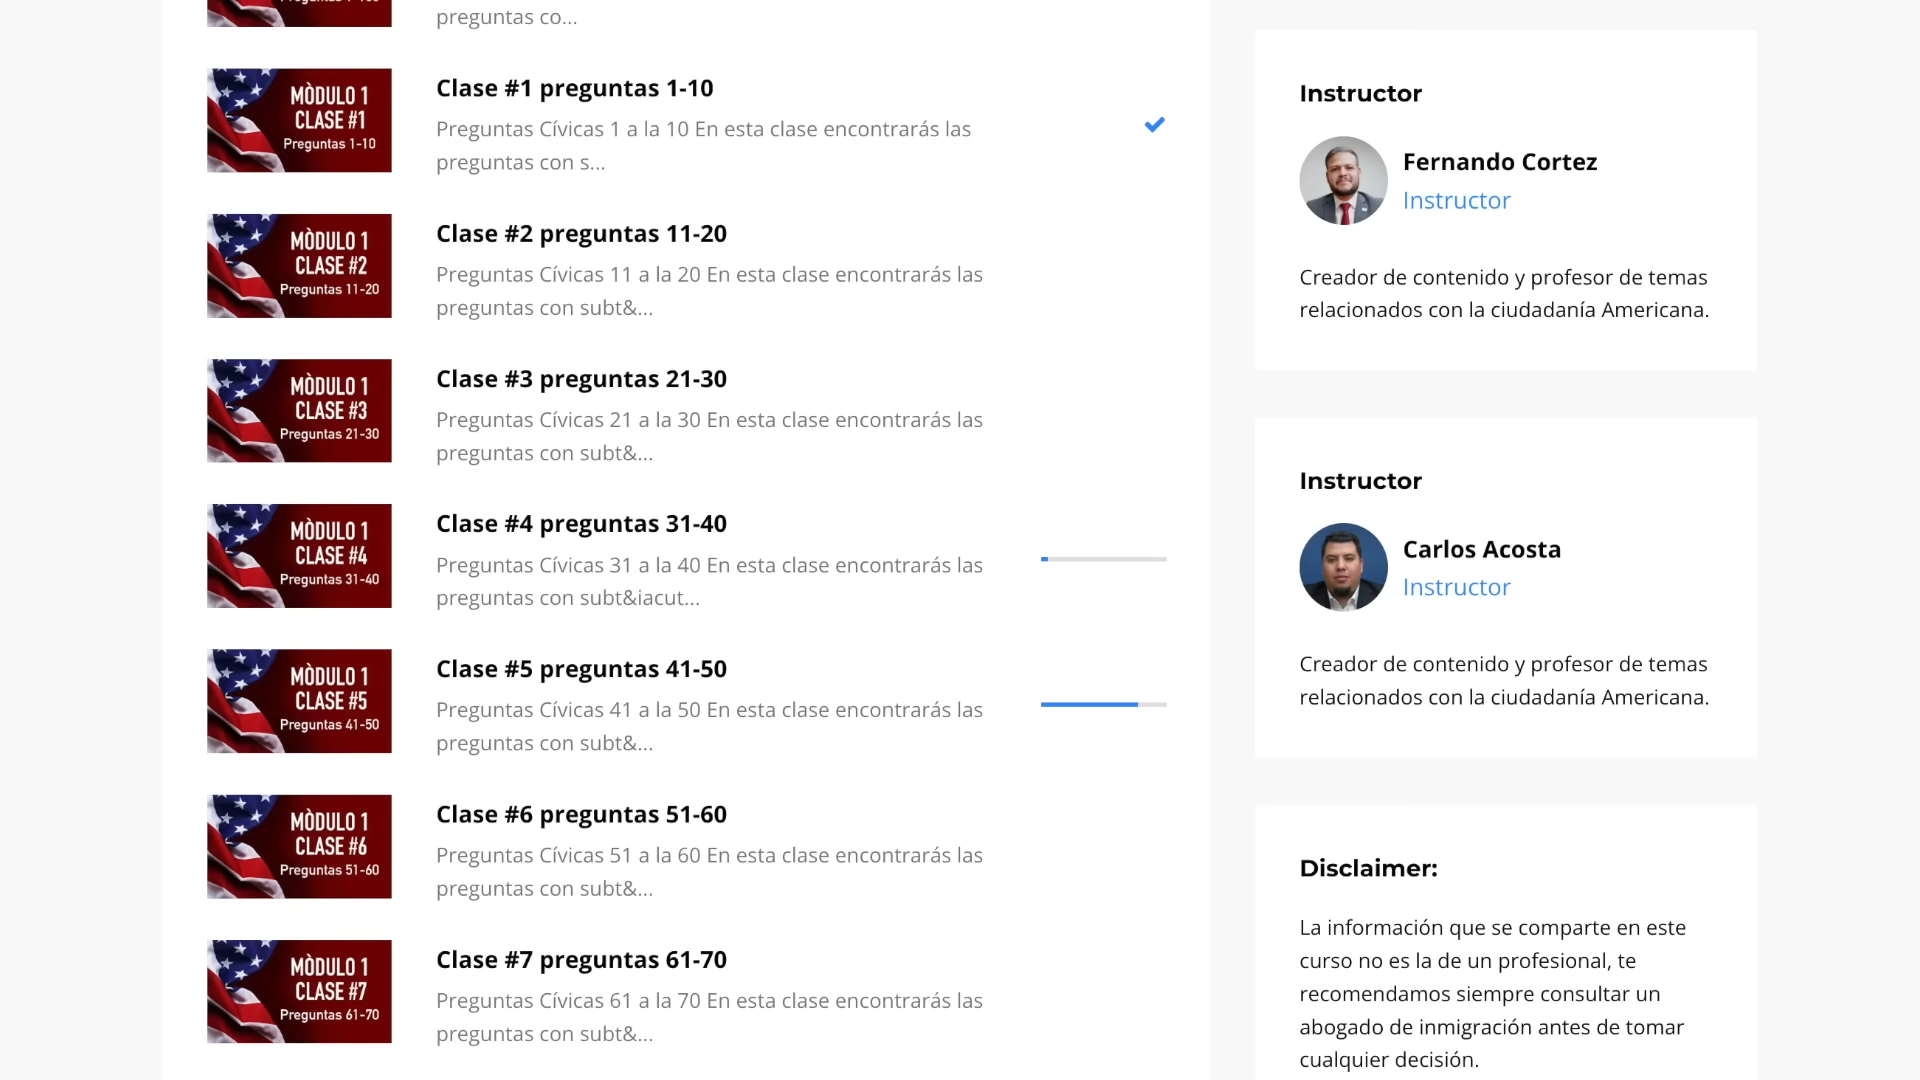 preguntas co...
MÒDULO 1
CLASE #1
Preguntas 1-10
Clase #1 preguntas 1-10
Preguntas Cívicas 1 a la 10 En esta clase encontrarás las
preguntas con s...
MÒDULO 1
CLASE #2
Preguntas 11-20
Clase #2 preguntas 11-20
Preguntas Cívicas 11 a la 20 En esta clase encontrarás las
preguntas con subt&...
MÒDULO 1
CLASE #3
Preguntas 21-30
Clase #3 preguntas 21-30
Preguntas Cívicas 21 a la 30 En esta clase encontrarás las
preguntas con subt&...
MÒDULO 1
CLASE #4
Preguntas 31-40
Clase #4 preguntas 31-40
Preguntas Cívicas 31 a la 40 En esta clase encontrarás las
preguntas con subt&iacut...
MÒDULO 1
CLASE #5
Preguntas 41-50
Clase #5 preguntas 41-50
Preguntas Cívicas 41 a la 50 En esta clase encontrarás las
preguntas con subt&...
MÒDULO 1
CLASE #6
Preguntas 51-60
Clase #6 preguntas 51-60
Preguntas Cívicas 51 a la 60 En esta clase encontrarás las
preguntas con subt&...
MÒDULO 1
CLASE #7
Preguntas 61-70
Clase #7 preguntas 61-70
Preguntas Cívicas 61 a la 70 En esta clase encontrarás las
preguntas con subt&...
Instructor
Fernando Cortez
Instructor
Creador de contenido y profesor de temas
relacionados con la ciudadanía Americana.
Instructor
Carlos Acosta
Instructor
Creador de contenido y profesor de temas
relacionados con la ciudadanía Americana.
Disclaimer:
La información que se comparte en este
curso no es la de un profesional, te
recomendamos siempre consultar un
abogado de inmigración antes de tomar
cualquier decisión.